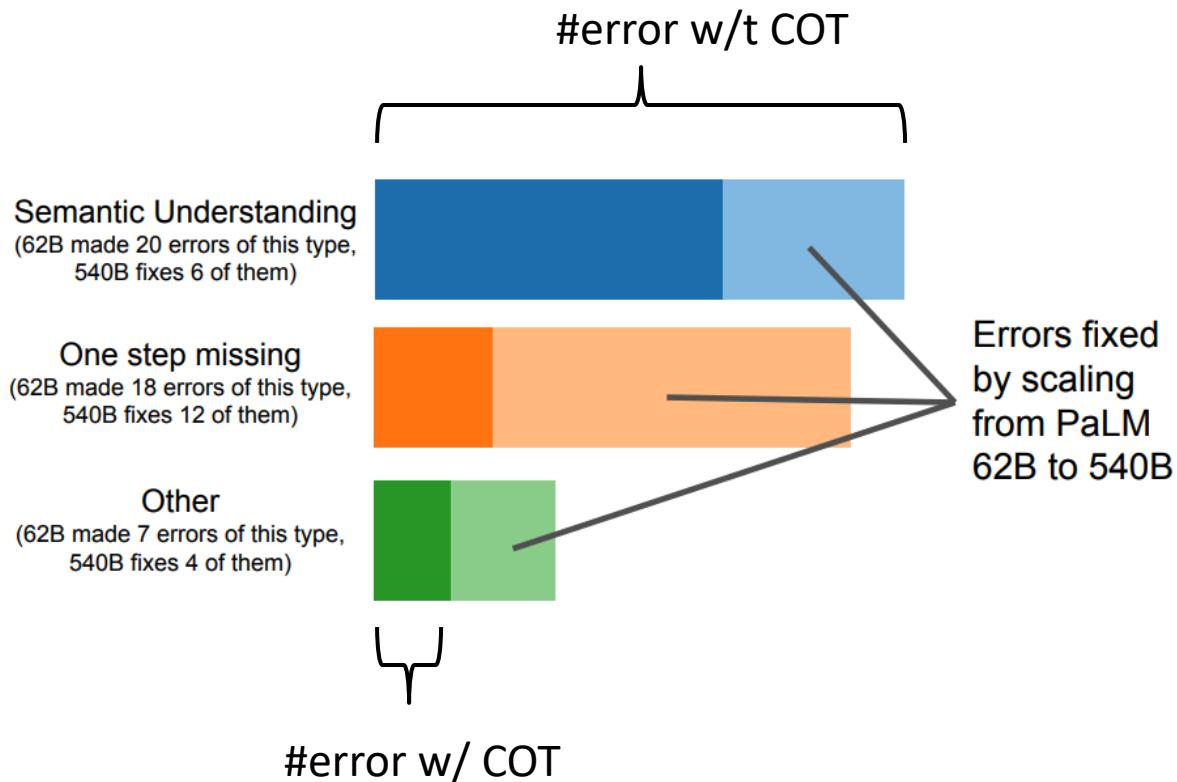 #error w/t COT
Semantic Understanding
(62B made 20 errors of this type,
540B fixes 6 of them)
One step missing
(62B made 18 errors of this type,
540B fixes 12 of them)
Other
(62B made 7 errors of this type,
540B fixes 4 of them)
Errors fixed
by scaling
from PaLM
62B to 540B
#error w/ COT